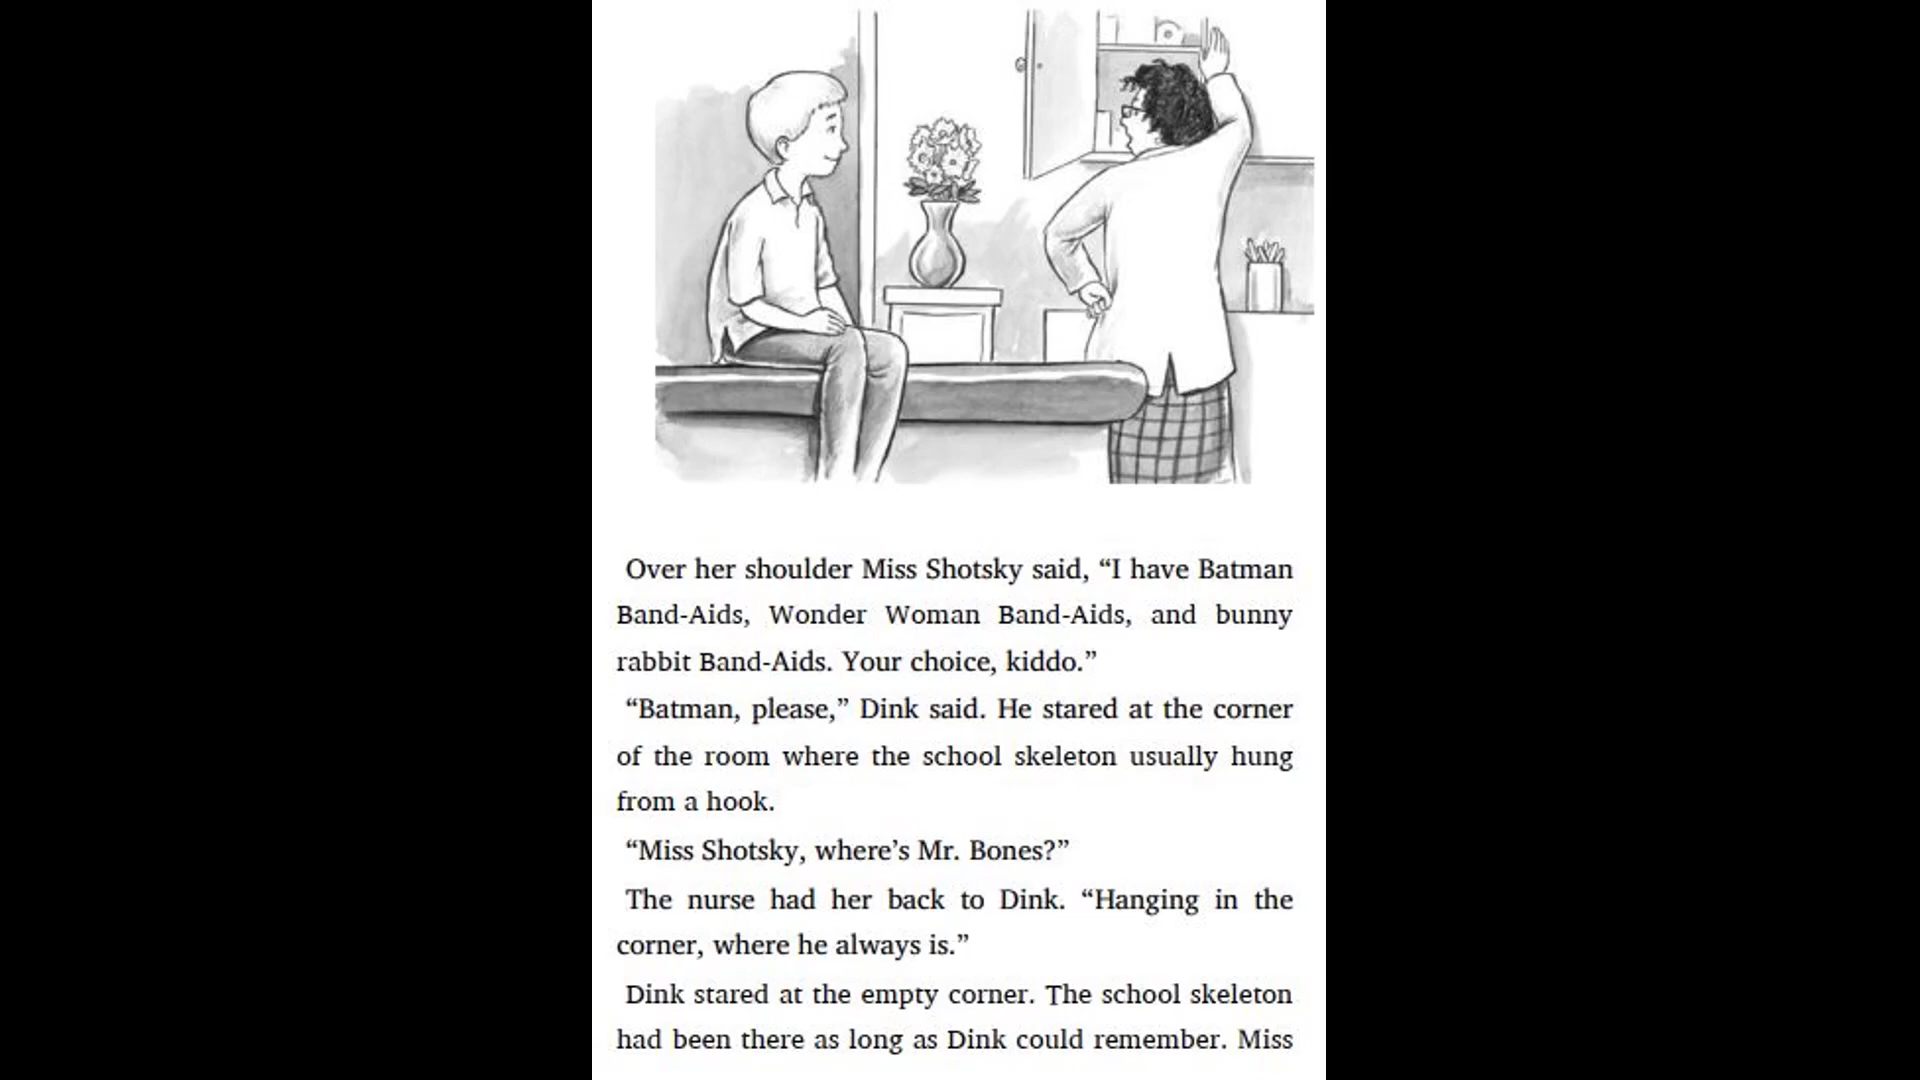 Over her shoulder Miss Shotsky said, “I have Batman
Band-Aids, Wonder Woman Band-Aids, and bunny
rabbit Band-Aids. Your choice, kiddo.”
“Batman, please,” Dink said. He stared at the corner
of the room where the school skeleton usually hung
from a hook.
“Miss Shotsky, where’s Mr. Bones?”
The nurse had her back to Dink. “Hanging in the
corner, where he always is.”
Dink stared at the empty corner. The school skeleton
had been there as long as Dink could remember. Miss